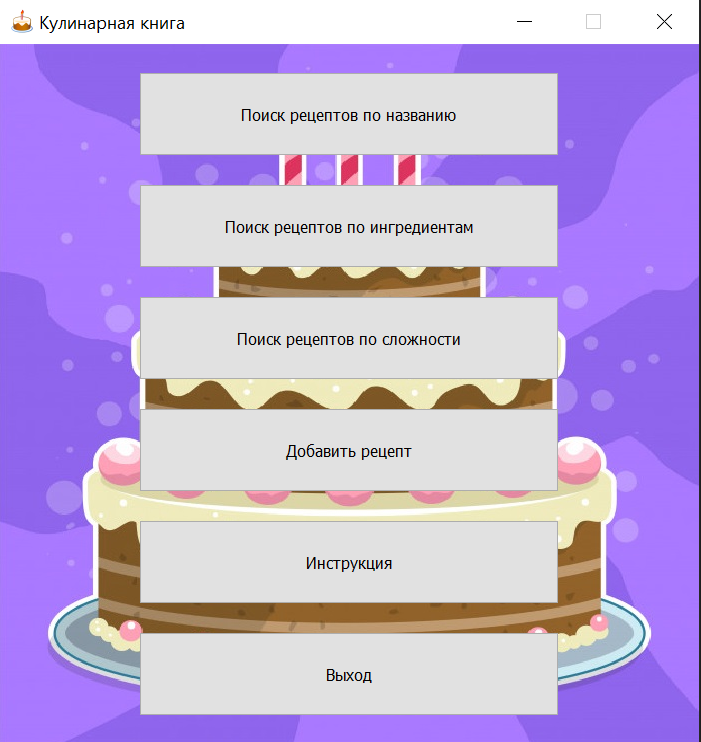 Кулинарная книга
Поиск рецептов по названию
Поиск рецептов по ингредиентам
Поиск рецептов по сложности
Добавить рецепт
Инструкция
Выход